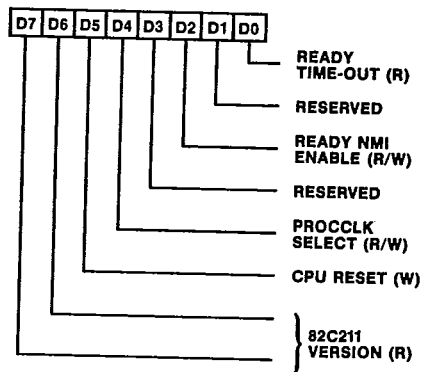 D7 D6 D5 D4 D3 D2 D1 D0
READY
TIME-OUT (R)
RESERVED
READY NMI
ENABLE (R/W)
RESERVED
PROCCLK
SELECT (R/W)
CPU RESET (W)
82C211
VERSION (R)